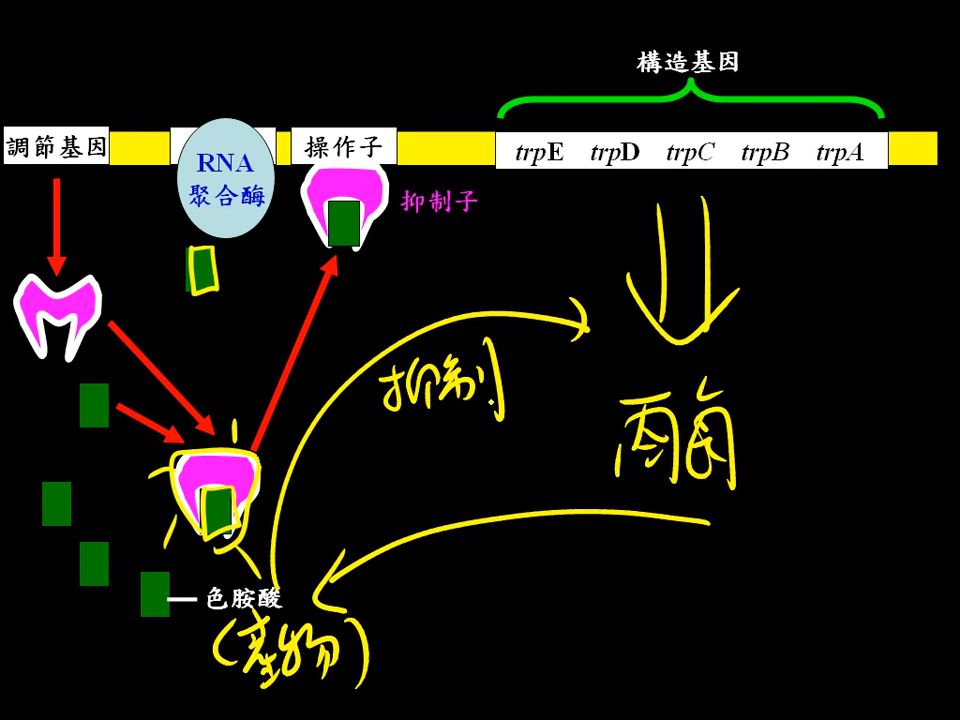 構造基因
調節基因
RNA
聚合酶
操作子
trpE trpD trpC trpB trpA
抑制子
抑制
酶
色胺酸
(產物)